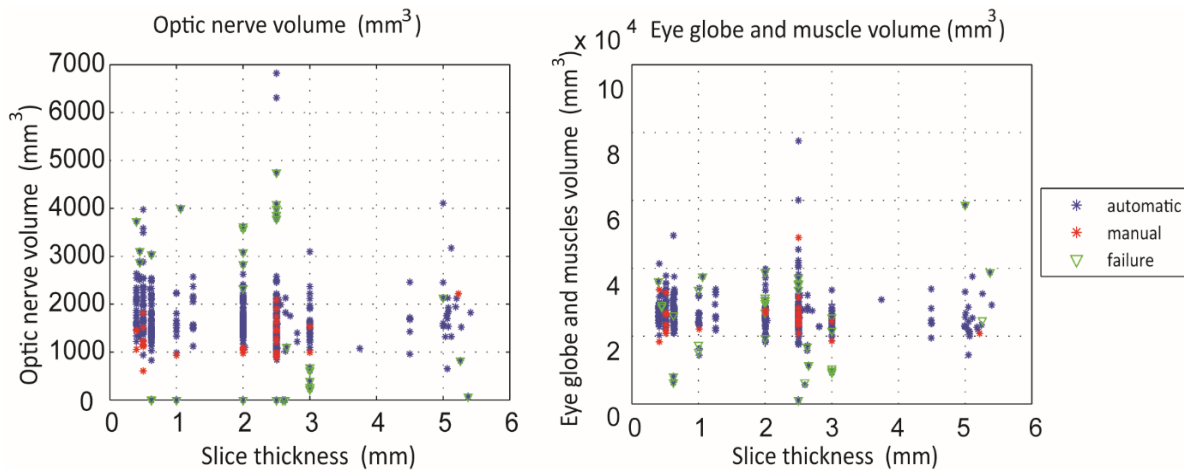 Optic nerve volume (mm³)
Optic nerve volume (mm³)
7000
6000
5000
4000
3000
2000
1000
0
0 1 2 3 4 5 6
Slice thickness (mm)
x 10⁴ Eye globe and muscle volume (mm³)
Eye globe and muscles volume (mm³)
10
8
6
4
2
0
0 1 2 3 4 5 6
Slice thickness (mm)
automatic
manual
failure